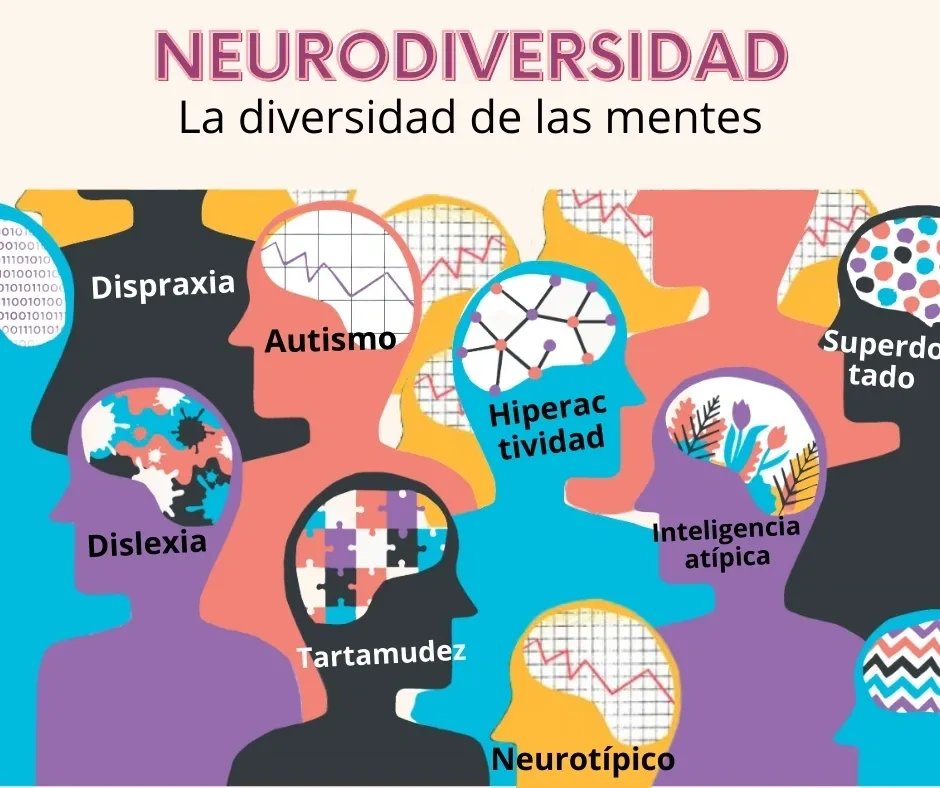 NEURODIVERSIDAD
La diversidad de las mentes
Dispraxia
Autismo
Superdo
tado
Hiperac
tividad
Dislexia
Inteligencia
atípica
Tartamudez
Neurotípico